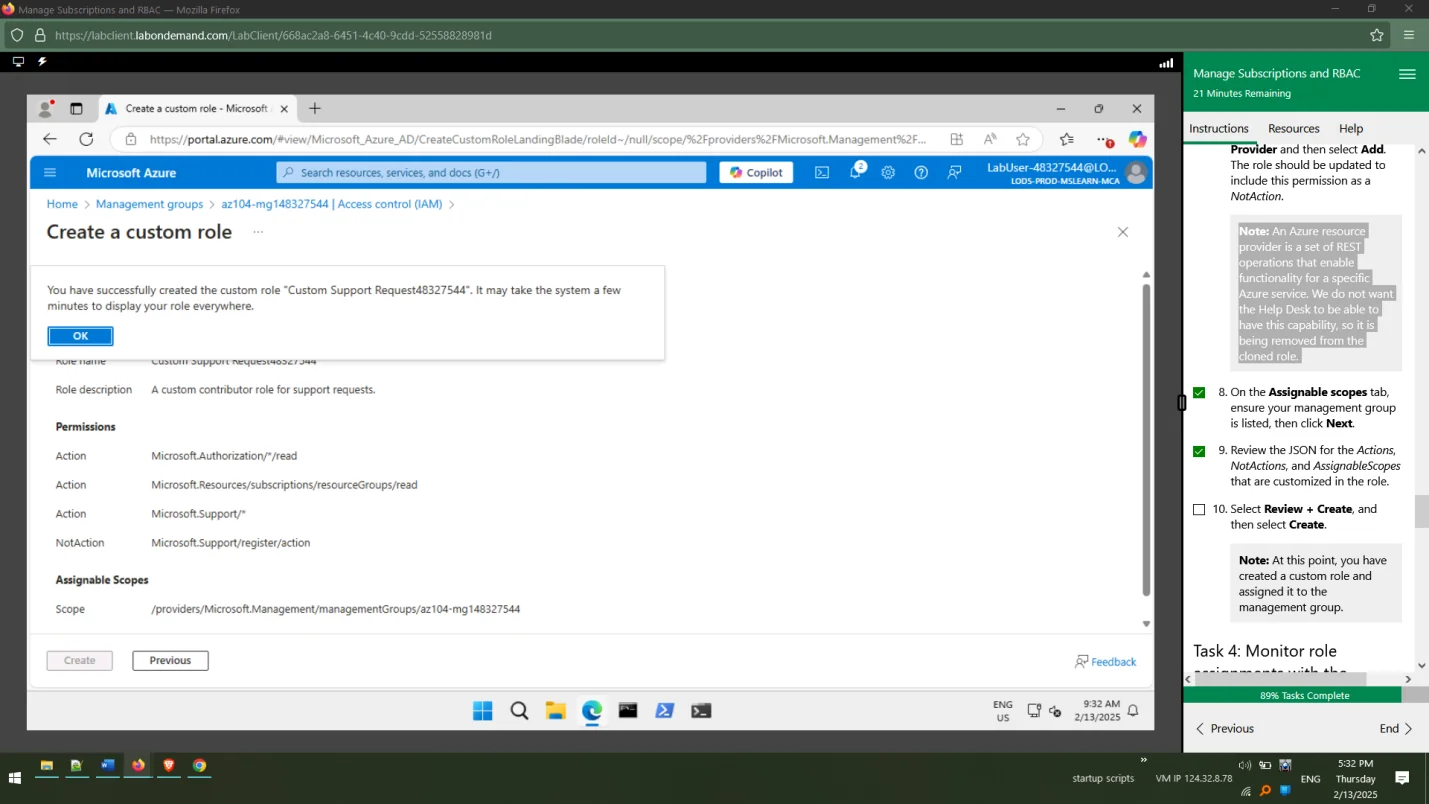 Manage Subscriptions and RBAC — Mozilla Firefox
https://labclient.labondemand.com/LabClient/668ac2a8-6451-4c40-9cdd-52558828981d
Create a custom role - Microsoft
https://portal.azure.com/#view/Microsoft_Azure_AD/CreateCustomRoleLandingBlade/roleId~/null/scope/%2Fproviders%2FMicrosoft.Management%2F...
Microsoft Azure
Search resources, services, and docs (G+/)
Copilot
2
LabUser-48327544@LO...
LODS-PROD-MSLEARN-MCA
Home > Management groups > az104-mg148327544 | Access control (IAM) >
Create a custom role ...
You have successfully created the custom role "Custom Support Request48327544". It may take the system a few
minutes to display your role everywhere.
OK
Role name Custom Support Request48327544
Role description A custom contributor role for support requests.
Permissions
Action Microsoft.Authorization/*/read
Action Microsoft.Resources/subscriptions/resourceGroups/read
Action Microsoft.Support/*
NotAction Microsoft.Support/register/action
Assignable Scopes
Scope /providers/Microsoft.Management/managementGroups/az104-mg148327544
Create Previous
Feedback
ENG
US
9:32 AM
2/13/2025
Manage Subscriptions and RBAC
21 Minutes Remaining
Instructions Resources Help
Provider and then select Add.
The role should be updated to
include this permission as a
NotAction.
Note: An Azure resource
provider is a set of REST
operations that enable
functionality for a specific
Azure service. We do not want
the Help Desk to be able to
have this capability, so it is
being removed from the
cloned role.
8. On the Assignable scopes tab,
ensure your management group
is listed, then click Next.
9. Review the JSON for the Actions,
NotActions, and AssignableScopes
that are customized in the role.
10. Select Review + Create, and
then select Create.
Note: At this point, you have
created a custom role and
assigned it to the
management group.
Task 4: Monitor role
assignments with the
89% Tasks Complete
Previous
End
startup scripts
VM IP 124.32.8.78
ENG
5:32 PM
Thursday
2/13/2025